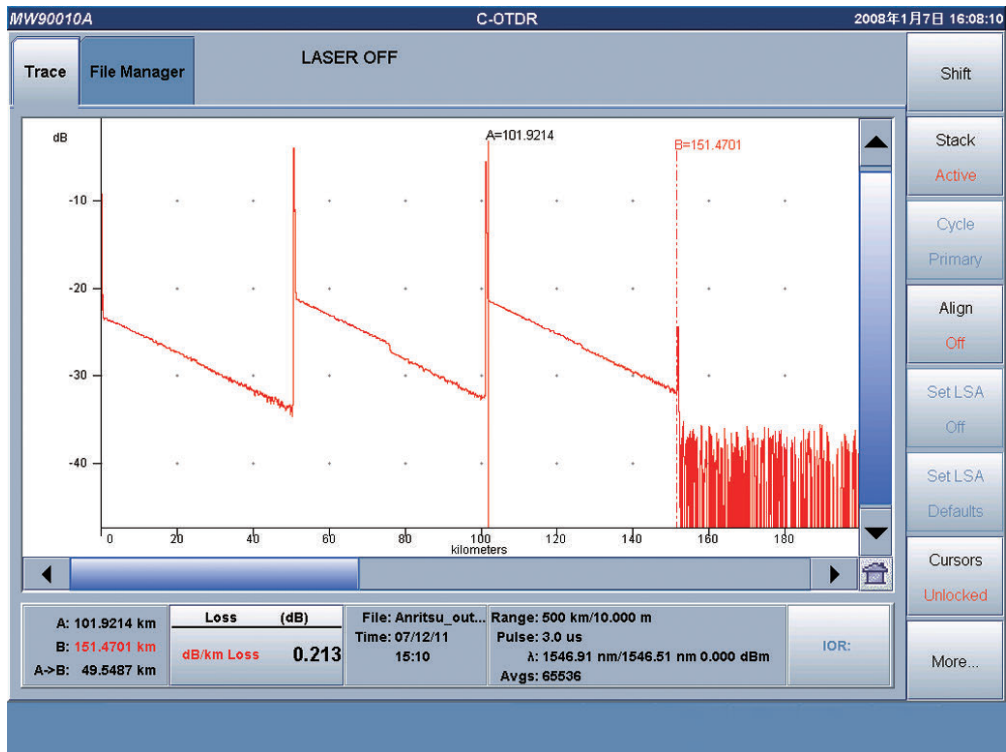 MW90010A
C-OTDR
2008年1月7日 16:08:10
Trace
File Manager
LASER OFF
Shift
Stack
Active
Cycle
Primary
Align
Off
Set LSA
Off
Set LSA
Defaults
Cursors
Unlocked
More...
dB
A=101.9214
B=151.4701
-10
-20
-30
-40
0 20 40 60 80 100 120 140 160 180
kilometers
A: 101.9214 km
B: 151.4701 km
A->B: 49.5487 km
Loss (dB)
dB/km Loss 0.213
File: Anritsu_out...
Time: 07/12/11
15:10
Range: 500 km/10.000 m
Pulse: 3.0 us
λ: 1546.91 nm/1546.51 nm 0.000 dBm
Avgs: 65536
IOR: